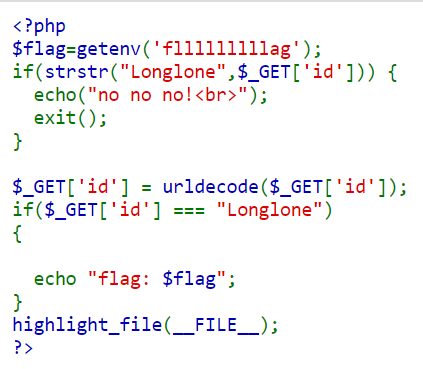 <?php
$flag=getenv('flllllllllag');
if(strstr("Longlone",$_GET['id'])) {
  echo("no no no!<br>");
  exit();
}

$_GET['id'] = urldecode($_GET['id']);
if($_GET['id'] === "Longlone")
{

  echo "flag: $flag";
}
highlight_file(__FILE__);
?>